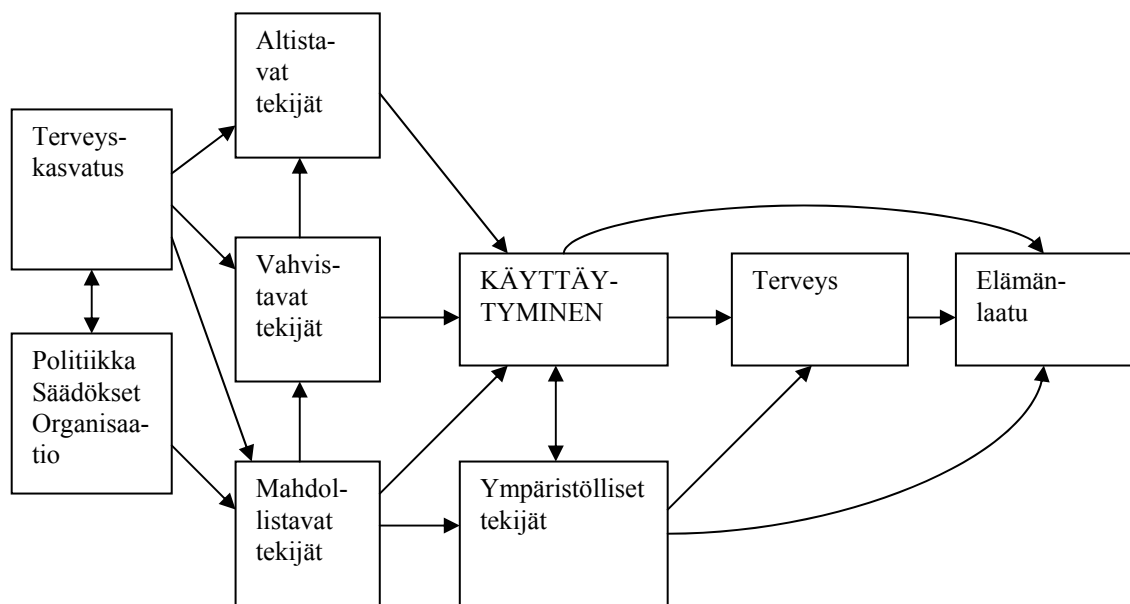 Terveys-
kasvatus
Politiikka
Säädökset
Organisaa-
tio
Altista-
vat
tekijät
Vahvis-
tavat
tekijät
Mahdol-
listavat
tekijät
KÄYTTÄY-
TYMINEN
Ympäristölliset
tekijät
Terveys
Elämän-
laatu